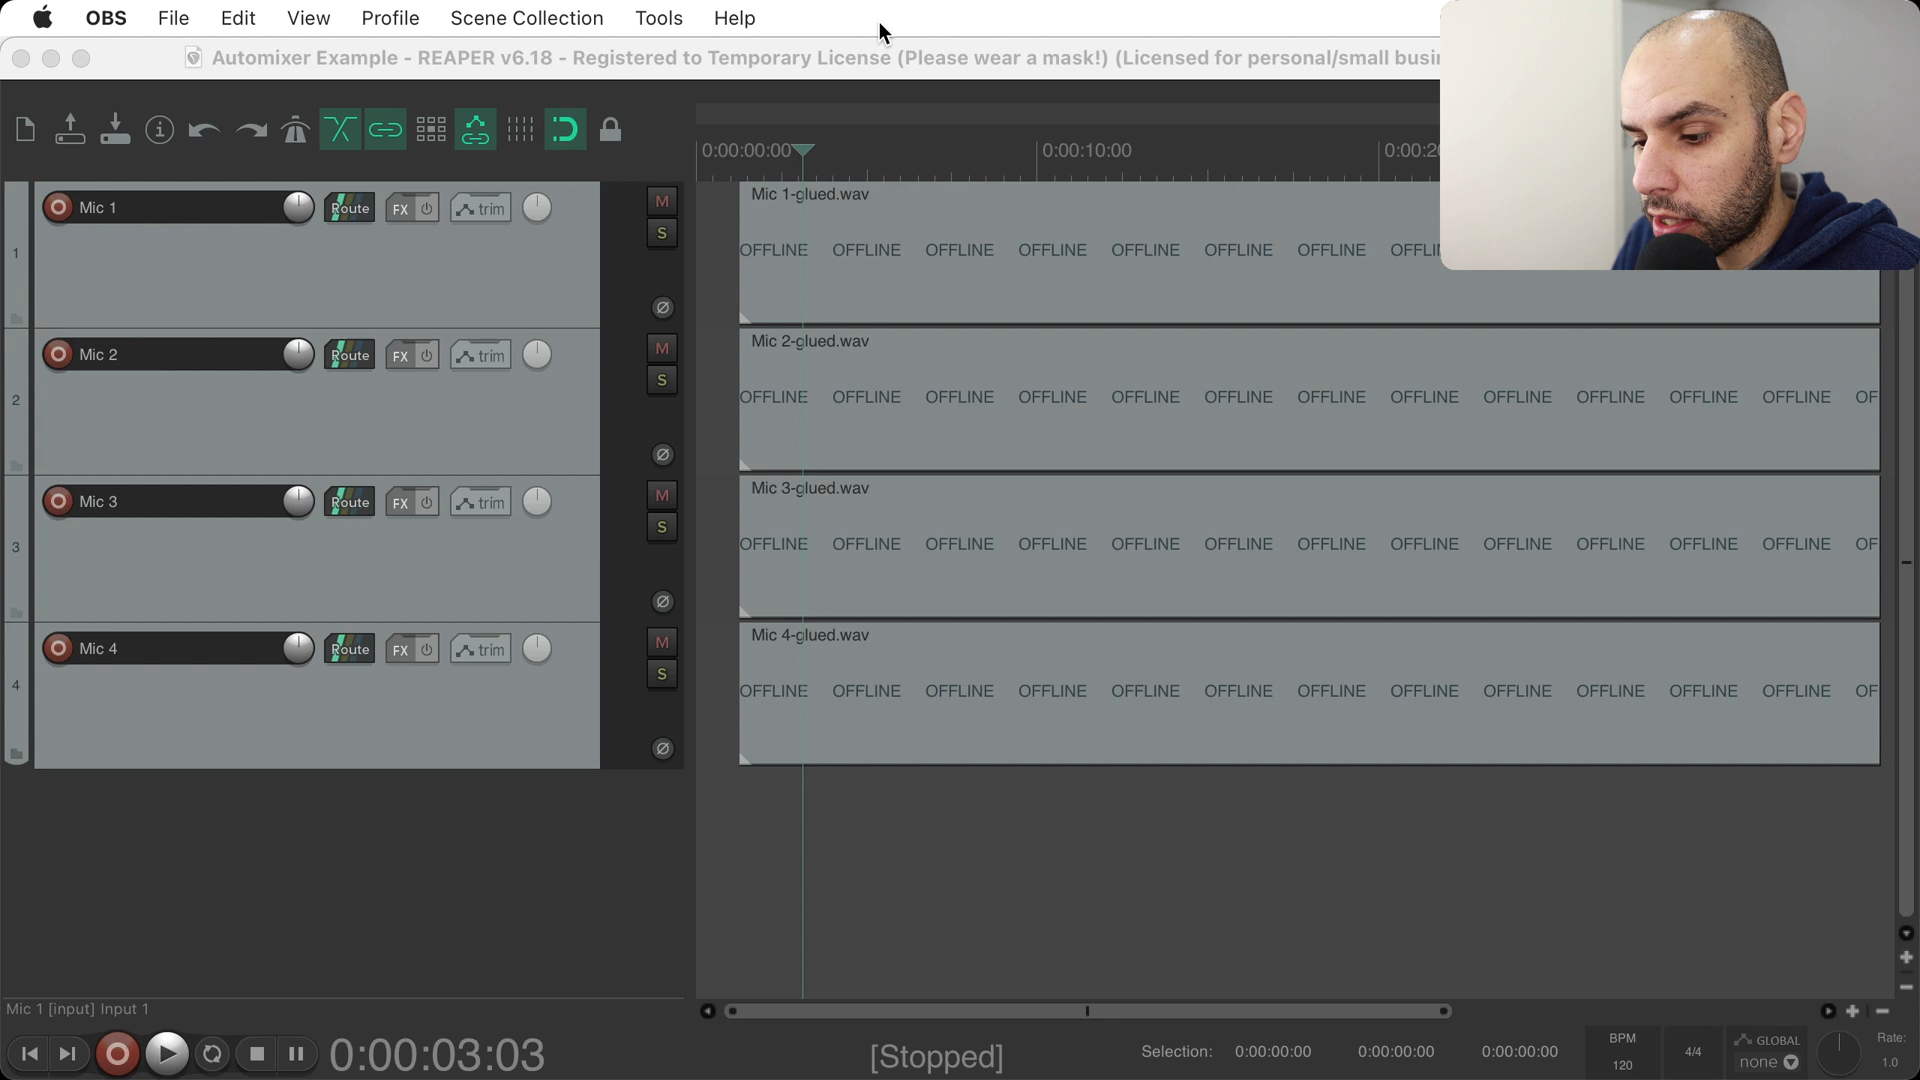 OBS File Edit View Profile Scene Collection Tools Help
Automixer Example - REAPER v6.18 - Registered to Temporary License (Please wear a mask!) (Licensed for personal/small busi
0:00:00:00 0:00:10:00 0:00:20
1 Mic 1 Route FX trim M S
Mic 1-glued.wav
OFFLINE OFFLINE OFFLINE OFFLINE OFFLINE OFFLINE OFFLINE OFFLI
2 Mic 2 Route FX trim M S
Mic 2-glued.wav
OFFLINE OFFLINE OFFLINE OFFLINE OFFLINE OFFLINE OFFLINE OFFLINE OFFLINE OFFLINE OFFLINE OFFLINE OF
3 Mic 3 Route FX trim M S
Mic 3-glued.wav
OFFLINE OFFLINE OFFLINE OFFLINE OFFLINE OFFLINE OFFLINE OFFLINE OFFLINE OFFLINE OFFLINE OFFLINE OF
4 Mic 4 Route FX trim M S
Mic 4-glued.wav
OFFLINE OFFLINE OFFLINE OFFLINE OFFLINE OFFLINE OFFLINE OFFLINE OFFLINE OFFLINE OFFLINE OFFLINE OF
Mic 1 [input] Input 1
0:00:03:03 [Stopped] Selection: 0:00:00:00 0:00:00:00 0:00:00:00
BPM
120
4/4
GLOBAL
none
Rate:
1.0